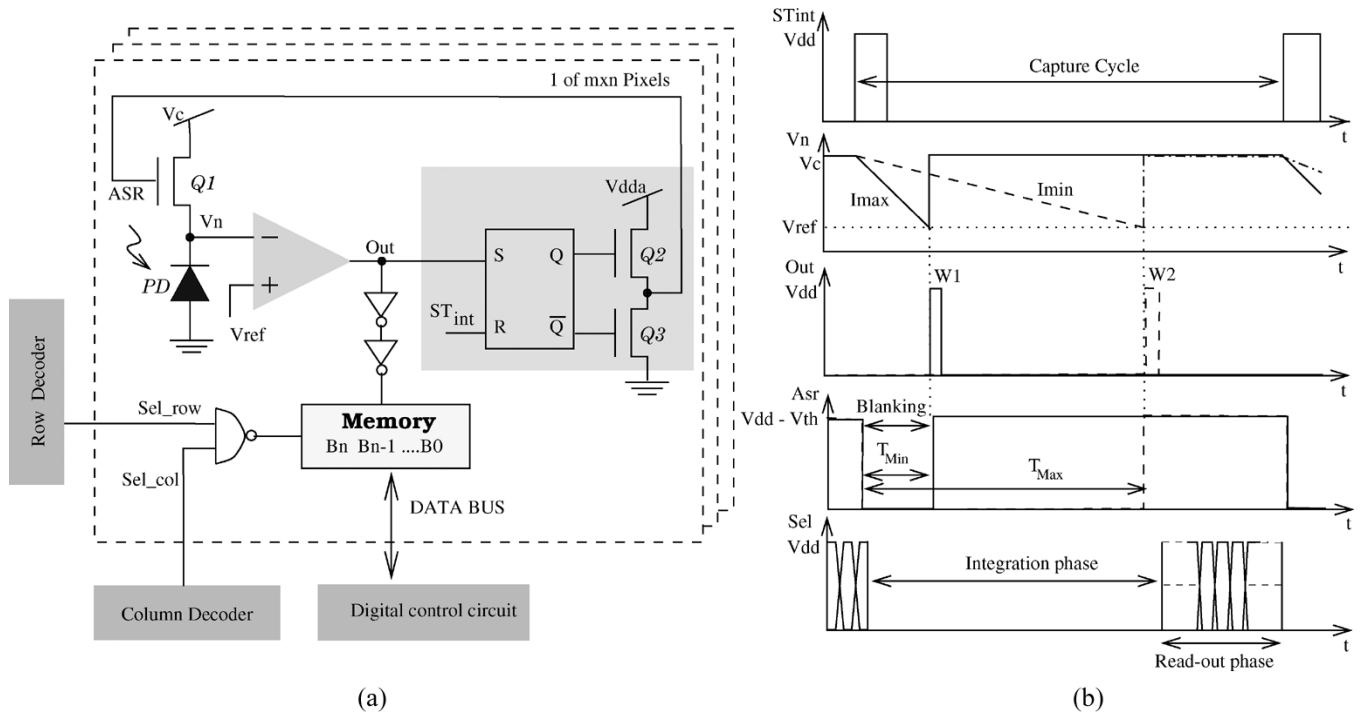 1 of mxn Pixels
Vc
ASR
Q1
Vn
PD
Vref
Out
Vdda
S
Q
Q2
STint
R
Q
Q3
Row Decoder
Sel_row
Sel_col
Memory
Bn Bn-1 ....B0
DATA BUS
Column Decoder
Digital control circuit
(a)
STint
Vdd
Capture Cycle
t
Vn
Vc
Imax
Imin
Vref
t
Out
Vdd
W1
W2
t
Asr
Vdd - Vth
Blanking
TMin
TMax
t
Sel
Vdd
Integration phase
t
Read-out phase
(b)